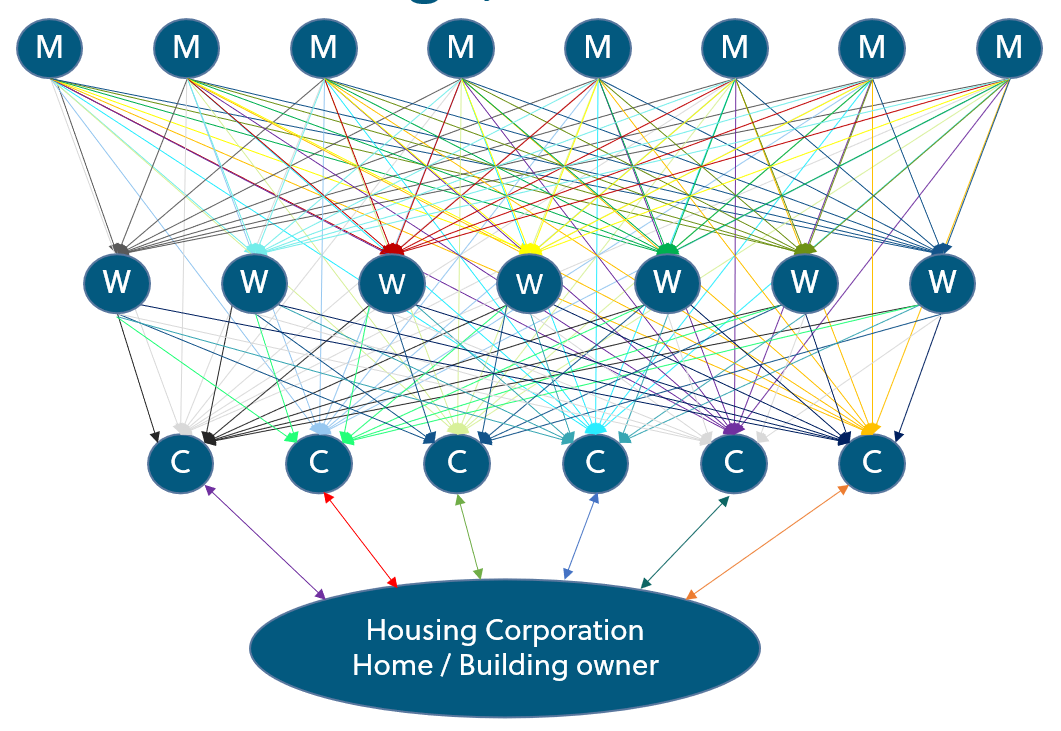 M M M M M M M M
W W W W W W W
C C C C C C
Housing Corporation
Home / Building owner